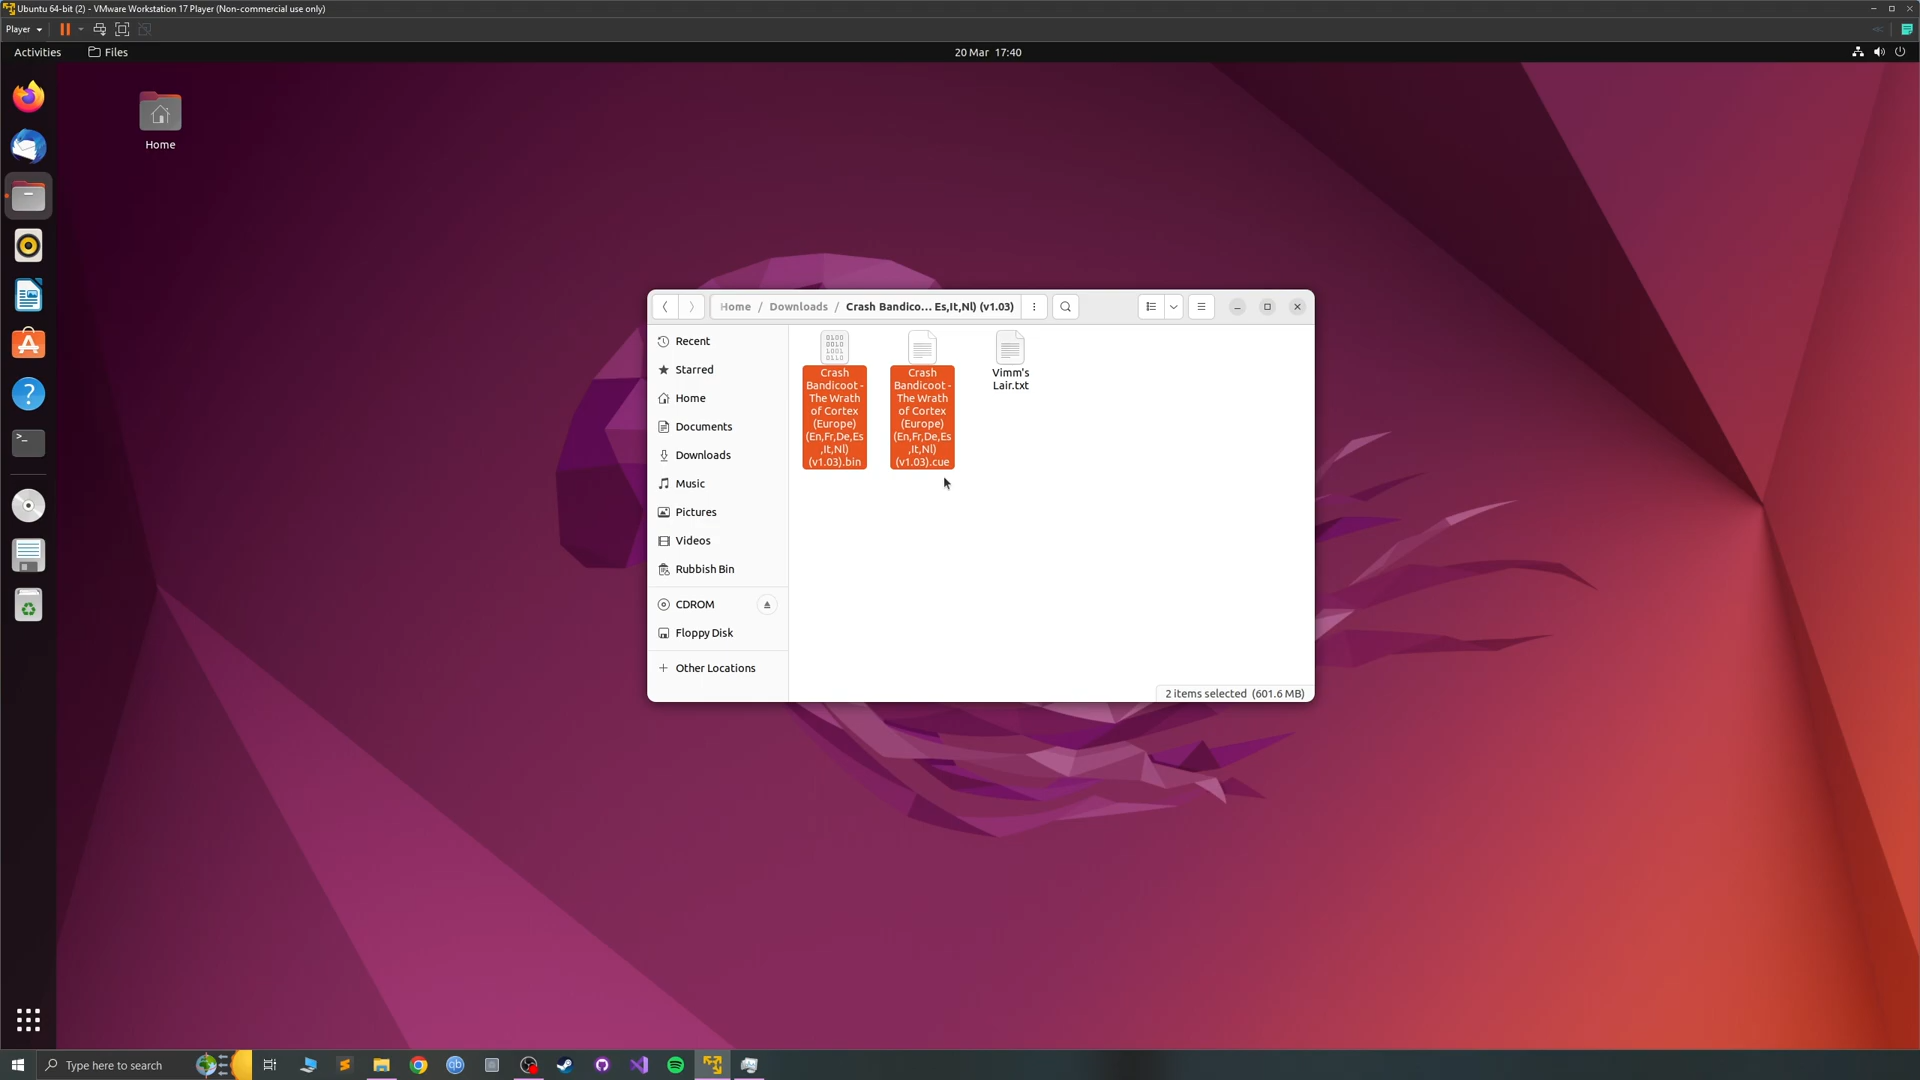 Ubuntu 64-bit (2) - VMware Workstation 17 Player (Non-commercial use only)
Player
Activities
Files
20 Mar 17:40
Home
Home / Downloads / Crash Bandico... Es,It,Nl) (v1.03)
Recent
Starred
Home
Documents
Downloads
Music
Pictures
Videos
Rubbish Bin
CDROM
Floppy Disk
Other Locations
Crash
Bandicoot -
The Wrath
of Cortex
(Europe)
(En,Fr,De,Es
,It,Nl)
(v1.03).bin
Crash
Bandicoot -
The Wrath
of Cortex
(Europe)
(En,Fr,De,Es
,It,Nl)
(v1.03).cue
Vimm's
Lair.txt
2 items selected (601.6 MB)
Type here to search